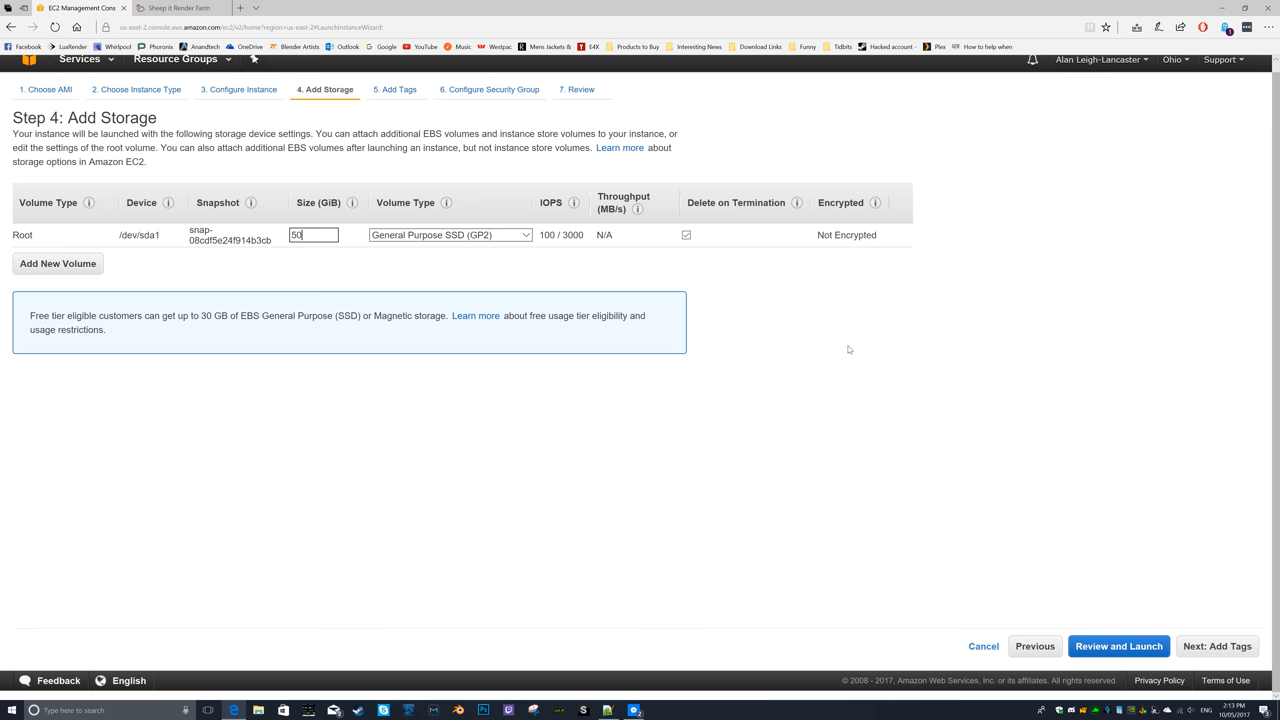 EC2 Management Cons
Sheep it Render Farm
us-east-2.console.aws.amazon.com/ec2/v2/home?region=us-east-2#LaunchInstanceWizard:
Facebook LuxRender Whirlpool Phoronix Anandtech OneDrive Blender Artists Outlook Google YouTube Music Westpac Mens Jackets & E4X Products to Buy Interesting News Download Links Funny Tidbits Hacked account - Plex How to help when
Services Resource Groups Alan Leigh-Lancaster Ohio Support
1. Choose AMI 2. Choose Instance Type 3. Configure Instance 4. Add Storage 5. Add Tags 6. Configure Security Group 7. Review
Step 4: Add Storage
Your instance will be launched with the following storage device settings. You can attach additional EBS volumes and instance store volumes to your instance, or
edit the settings of the root volume. You can also attach additional EBS volumes after launching an instance, but not instance store volumes. Learn more about
storage options in Amazon EC2.
Volume Type Device Snapshot Size (GiB) Volume Type IOPS Throughput (MB/s) Delete on Termination Encrypted
Root /dev/sda1 snap-08cdf5e24f914b3cb 50 General Purpose SSD (GP2) 100 / 3000 N/A Not Encrypted
Add New Volume
Free tier eligible customers can get up to 30 GB of EBS General Purpose (SSD) or Magnetic storage. Learn more about free usage tier eligibility and
usage restrictions.
Cancel Previous Review and Launch Next: Add Tags
Feedback English © 2008 - 2017, Amazon Web Services, Inc. or its affiliates. All rights reserved. Privacy Policy Terms of Use
Type here to search
ENG
2:13 PM
10/05/2017